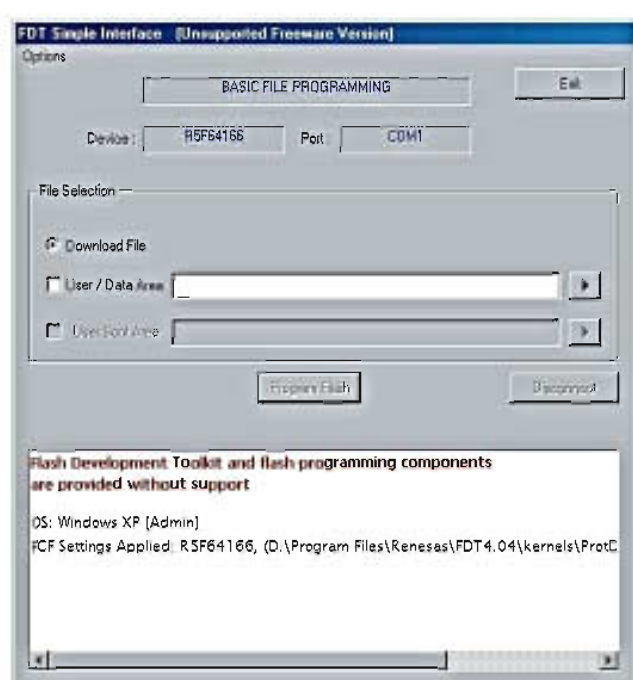 FDT Simple Interface (Unsupported Freeware Version)
Options
BASIC FILE PROGRAMMING
Exit
Device : R5F64166 Port COM1
File Selection
Download File
User / Data Area
User Boot Area
Program Flash
Disconnect
Flash Development Toolkit and flash programming components
are provided without support
OS: Windows XP [Admin]
FCF Settings Applied: R5F64166, (D.\Program Files\Renesas\FDT4.04\kernels\ProtD